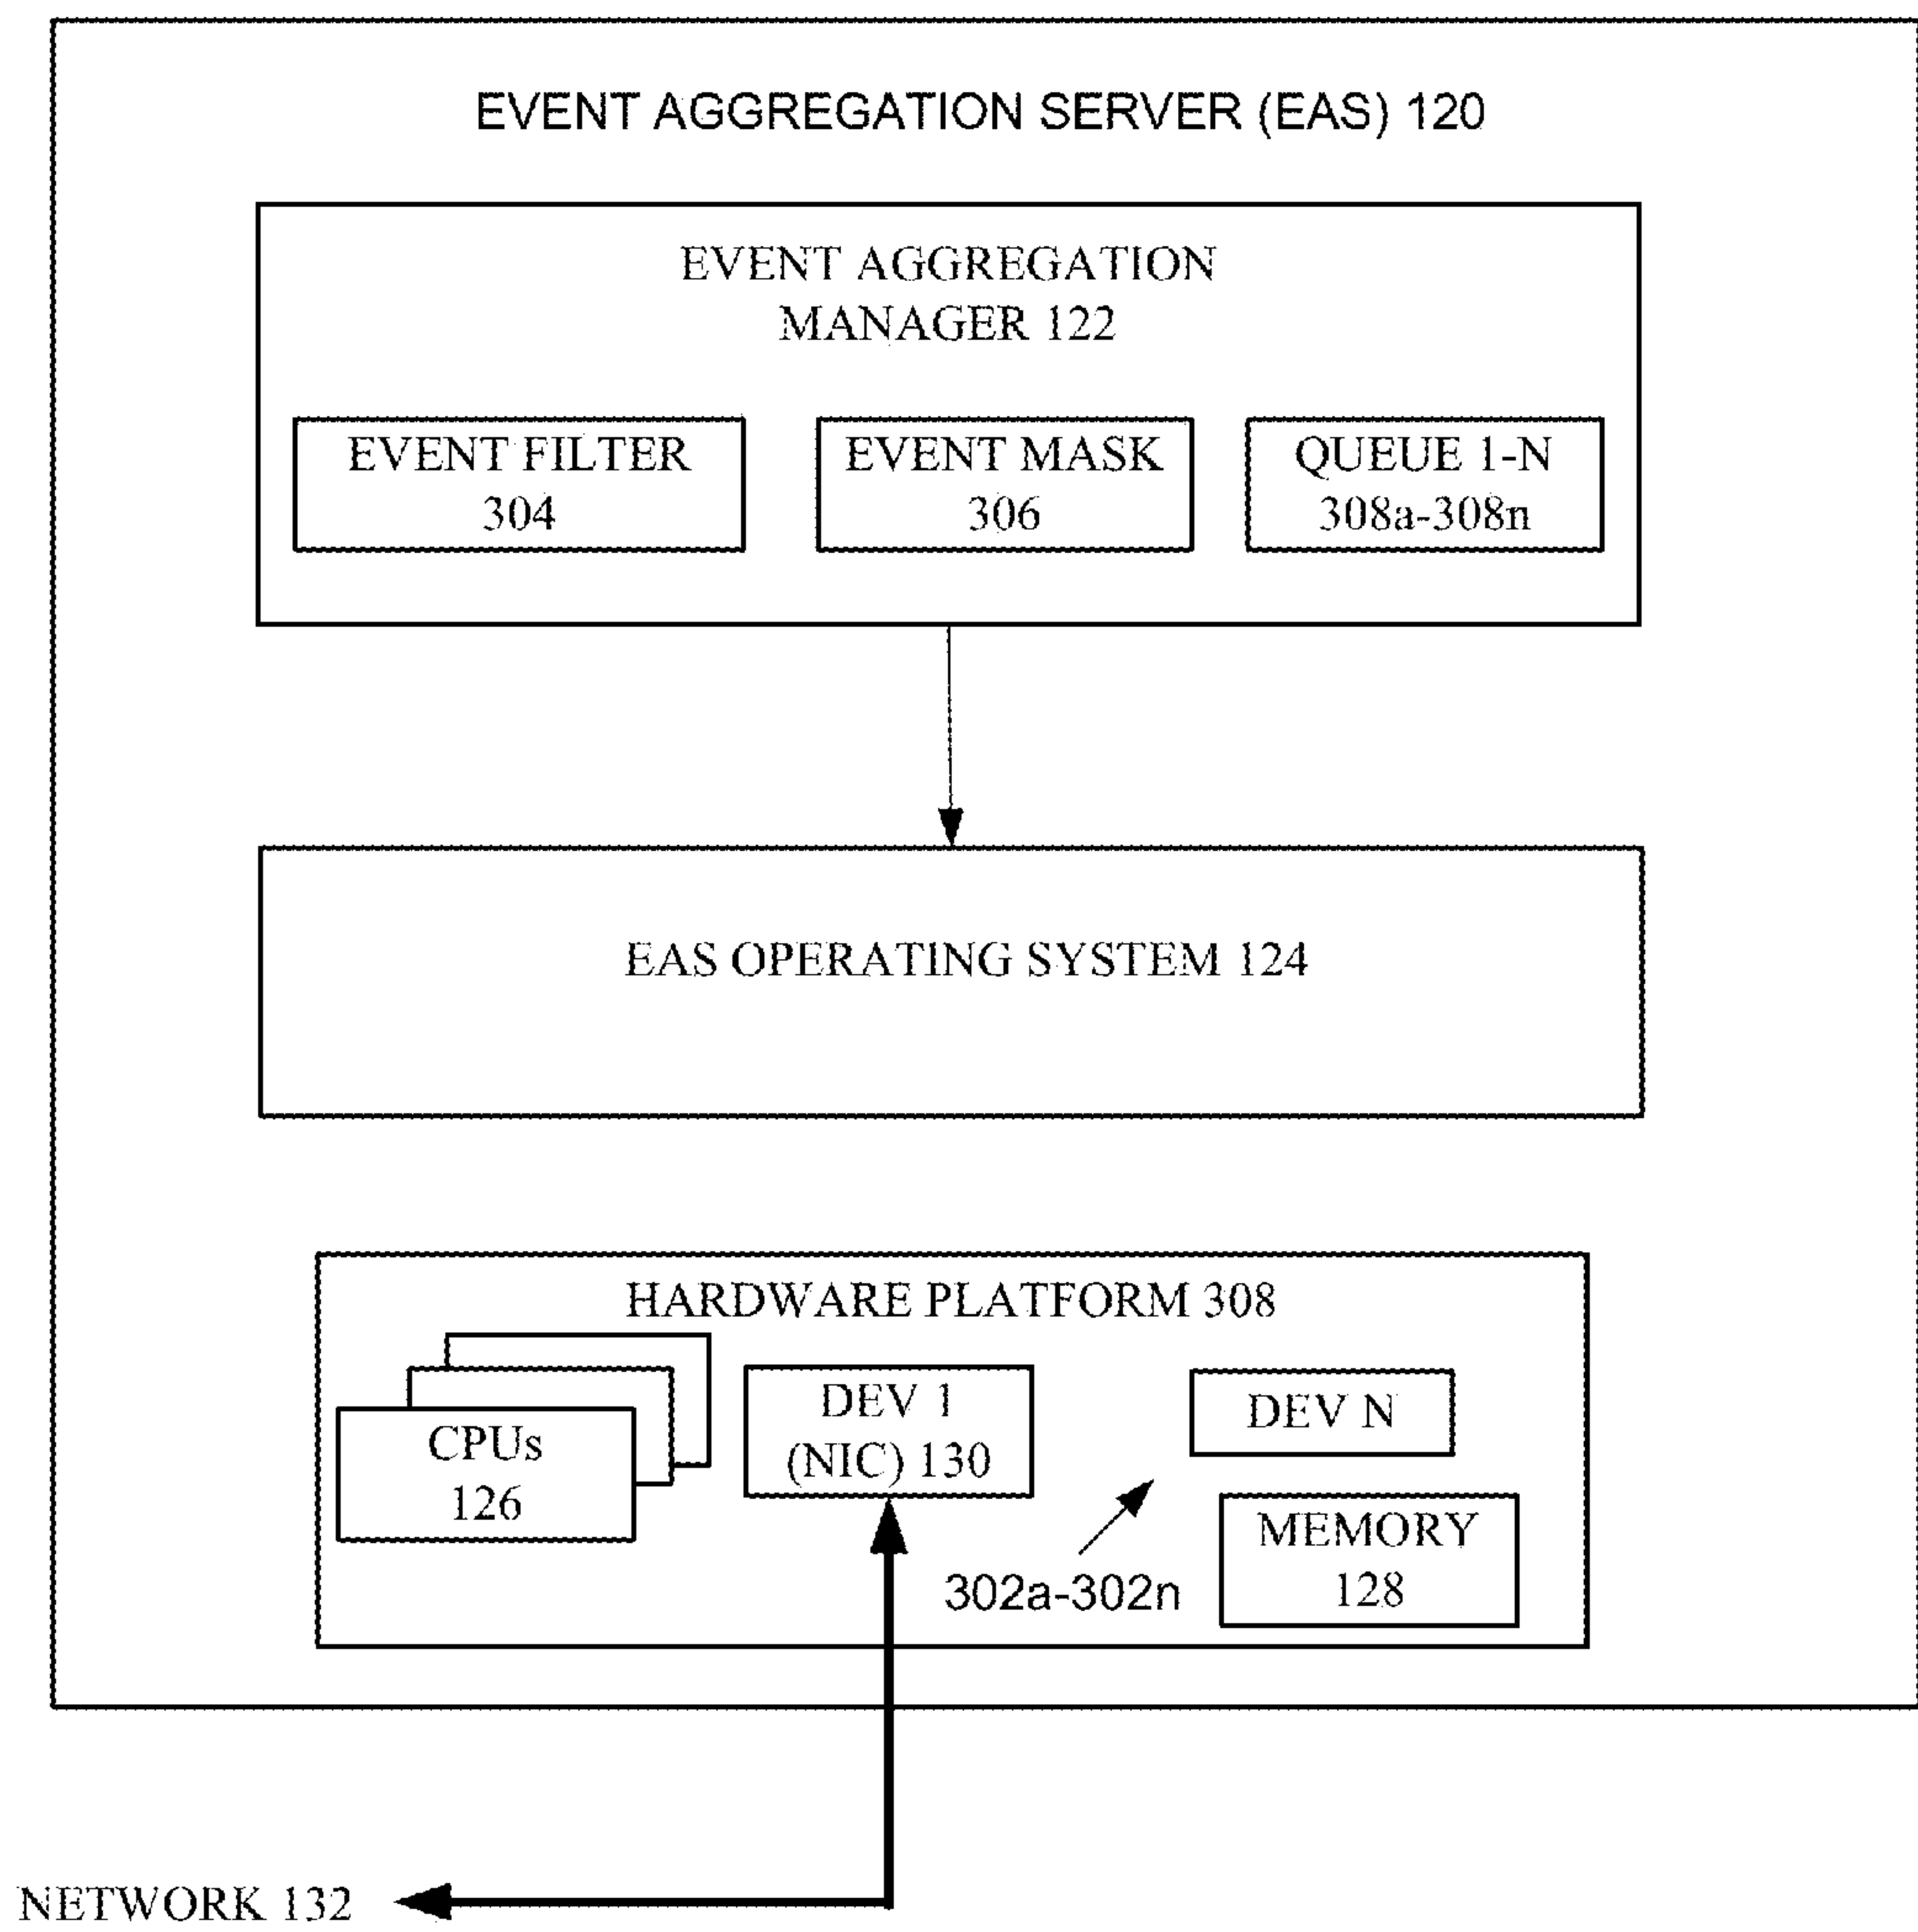 EVENT AGGREGATION SERVER (EAS) 120
EVENT AGGREGATION
MANAGER 122
EVENT FILTER
304
EVENT MASK
306
QUEUE 1-N
308a-308n
EAS OPERATING SYSTEM 124
HARDWARE PLATFORM 308
CPUs
126
DEV 1
(NIC) 130
DEV N
302a-302n
MEMORY
128
NETWORK 132